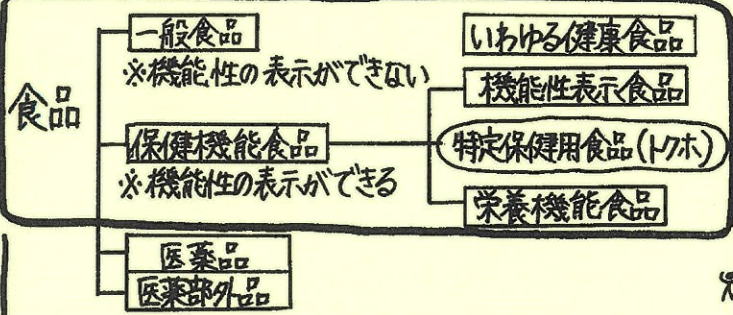 一般食品
いわゆる健康食品
※機能性の表示ができない
機能性表示食品
食品
保健機能食品
特定保健用食品(トクホ)
※機能性の表示ができる
栄養機能食品
医薬品
医薬部外品